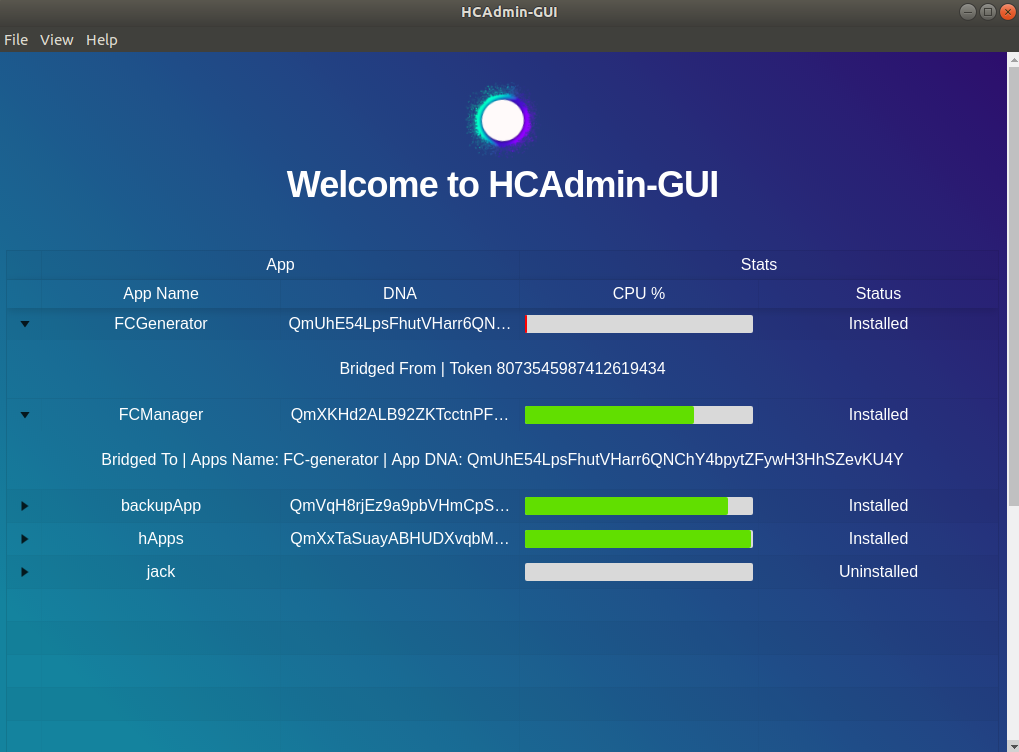 HCAdmin-GUI
File View Help
Welcome to HCAdmin-GUI
App Stats
App Name DNA CPU % Status
FCGenerator QmUhE54LpsFhutVHarr6QN… Installed
Bridged From | Token 8073545987412619434
FCManager QmXKHd2ALB92ZKTcctnPF… Installed
Bridged To | Apps Name: FC-generator | App DNA: QmUhE54LpsFhutVHarr6QNChY4bpytZFywH3HhSZevKU4Y
backupApp QmVqH8rjEz9a9pbVHmCpS… Installed
hApps QmXxTaSuayABHUDXvqbM… Installed
jack Uninstalled